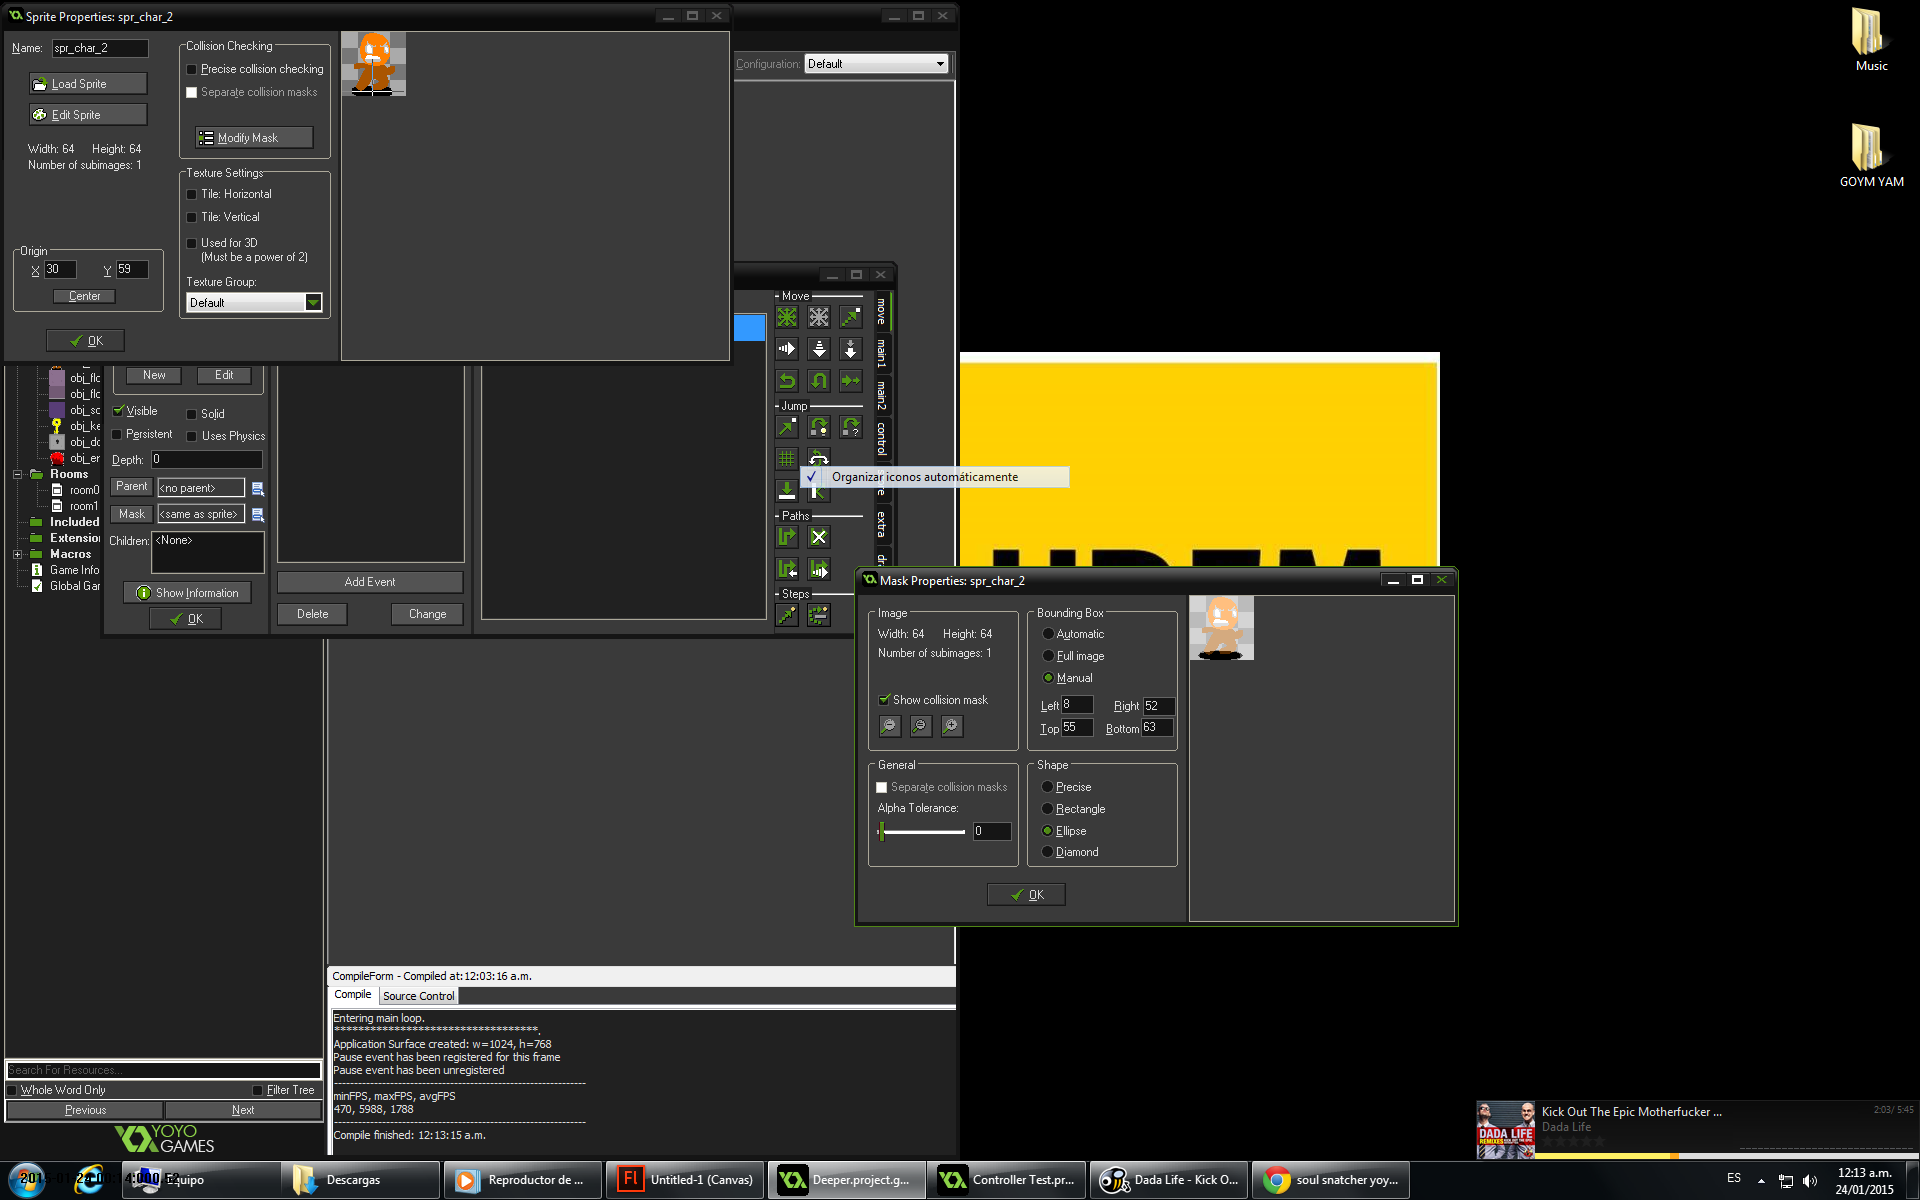 Sprite Properties: spr_char_2
Name: spr_char_2
Load Sprite
Edit Sprite
Width: 64 Height: 64
Number of subimages: 1
Origin
X 30 Y 59
Center
OK
Collision Checking
Precise collision checking
Separate collision masks
Modify Mask
Texture Settings
Tile: Horizontal
Tile: Vertical
Used for 3D
(Must be a power of 2)
Texture Group:
Default
Configuration: Default
Music
GOYM YAM
obj_flo
obj_flo
obj_sc
obj_ke
obj_do
obj_er
Rooms
room0
room1
Included
Extension
Macros
Game Info
Global Gar
New Edit
Visible Solid
Persistent Uses Physics
Depth: 0
Parent <no parent>
Mask <same as sprite>
Children: <None>
Show Information
OK
Add Event
Delete Change
Move
Jump
Paths
Steps
move
main1
main2
control
extra
Organizar iconos automáticamente
Mask Properties: spr_char_2
Image
Width: 64 Height: 64
Number of subimages: 1
Show collision mask
General
Separate collision masks
Alpha Tolerance:
0
Bounding Box
Automatic
Full image
Manual
Left 8 Right 52
Top 55 Bottom 63
Shape
Precise
Rectangle
Ellipse
Diamond
OK
CompileForm - Compiled at:12:03:16 a.m.
Compile Source Control
Entering main loop.
**********************************.
Application Surface created: w=1024, h=768
Pause event has been registered for this frame
Pause event has been unregistered
minFPS, maxFPS, avgFPS
470, 5988, 1788
Compile finished: 12:13:15 a.m.
Search For Resources...
Whole Word Only Filter Tree
Previous Next
YOYO
GAMES
DADA LIFE
Kick Out The Epic Motherfucker ...
Dada Life
2:03/ 5:45
Equipo
Descargas
Reproductor de ...
Untitled-1 (Canvas)
Deeper.project.g...
Controller Test.pr...
Dada Life - Kick O...
soul snatcher yoy...
ES
12:13 a.m.
24/01/2015